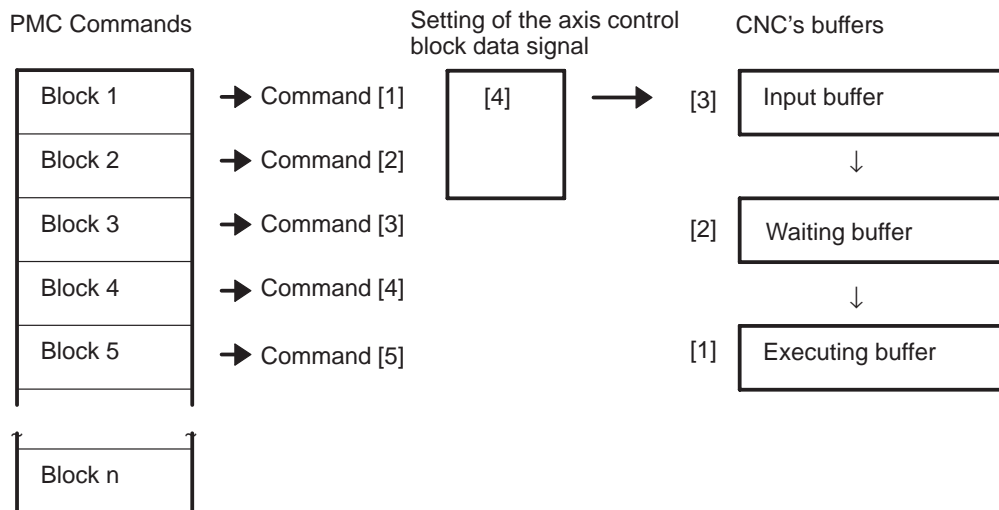 PMC Commands
Setting of the axis control
block data signal
CNC's buffers
Block 1
Command [1]
[4]
[3]
Input buffer
Block 2
Command [2]
Block 3
Command [3]
[2]
Waiting buffer
Block 4
Command [4]
Block 5
Command [5]
[1]
Executing buffer
Block n